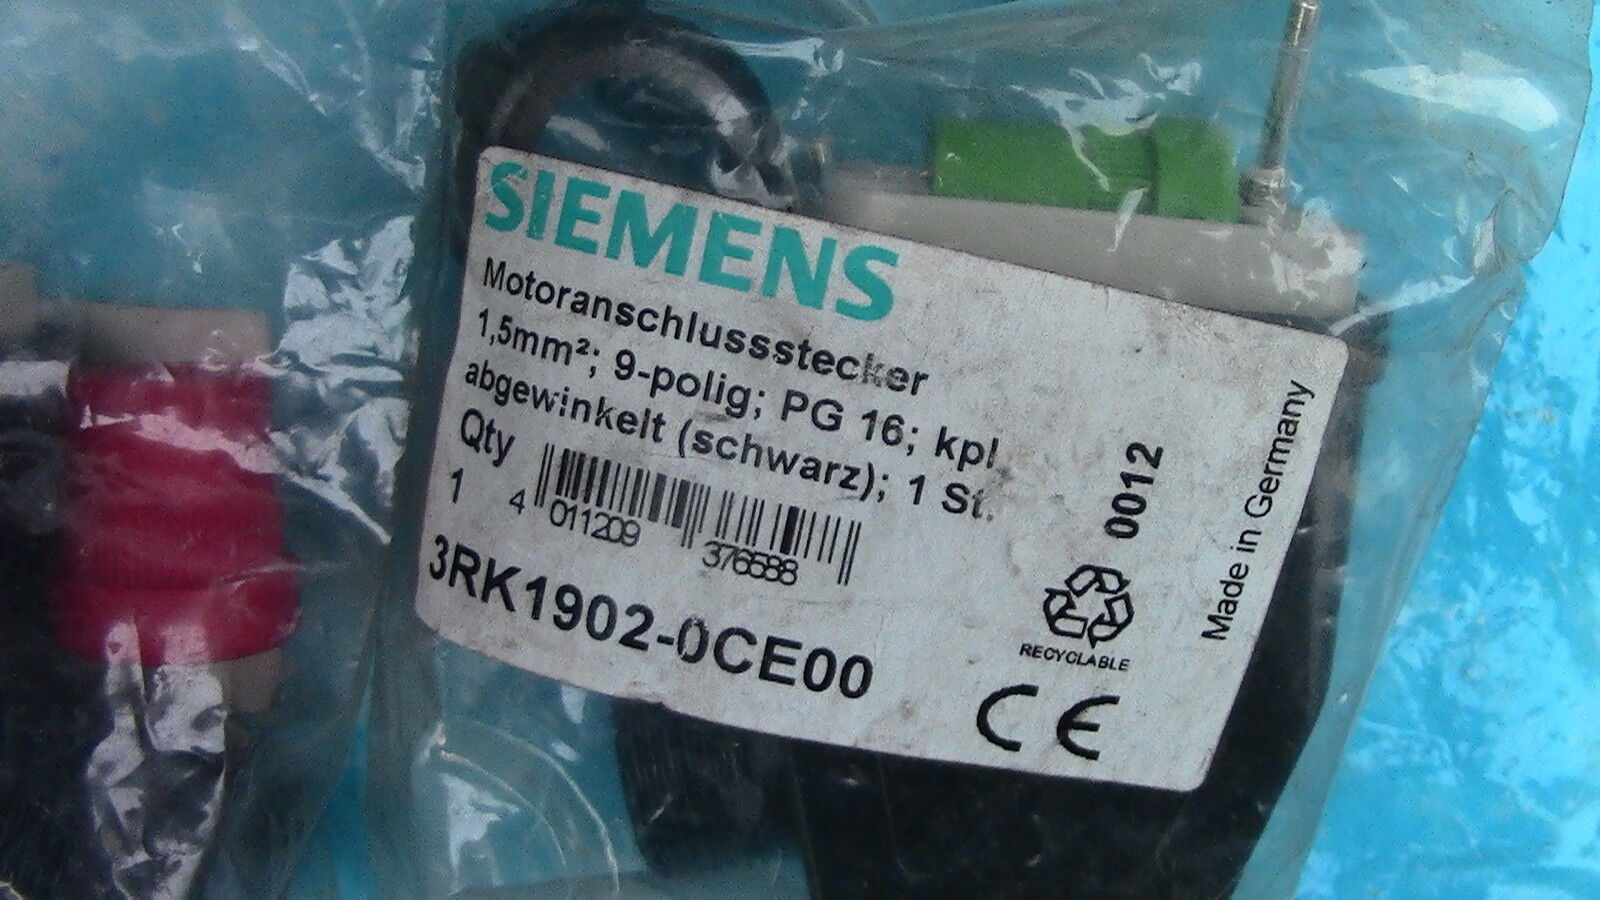 SIEMENS
Motoranschlussstecker
1,5mm²; 9-polig; PG 16; kpl.
abgewinkelt (schwarz); 1 St.
Qty
1
4 011209 376588
3RK1902-0CE00
0012
RECYCLABLE
CE
Made in Germany